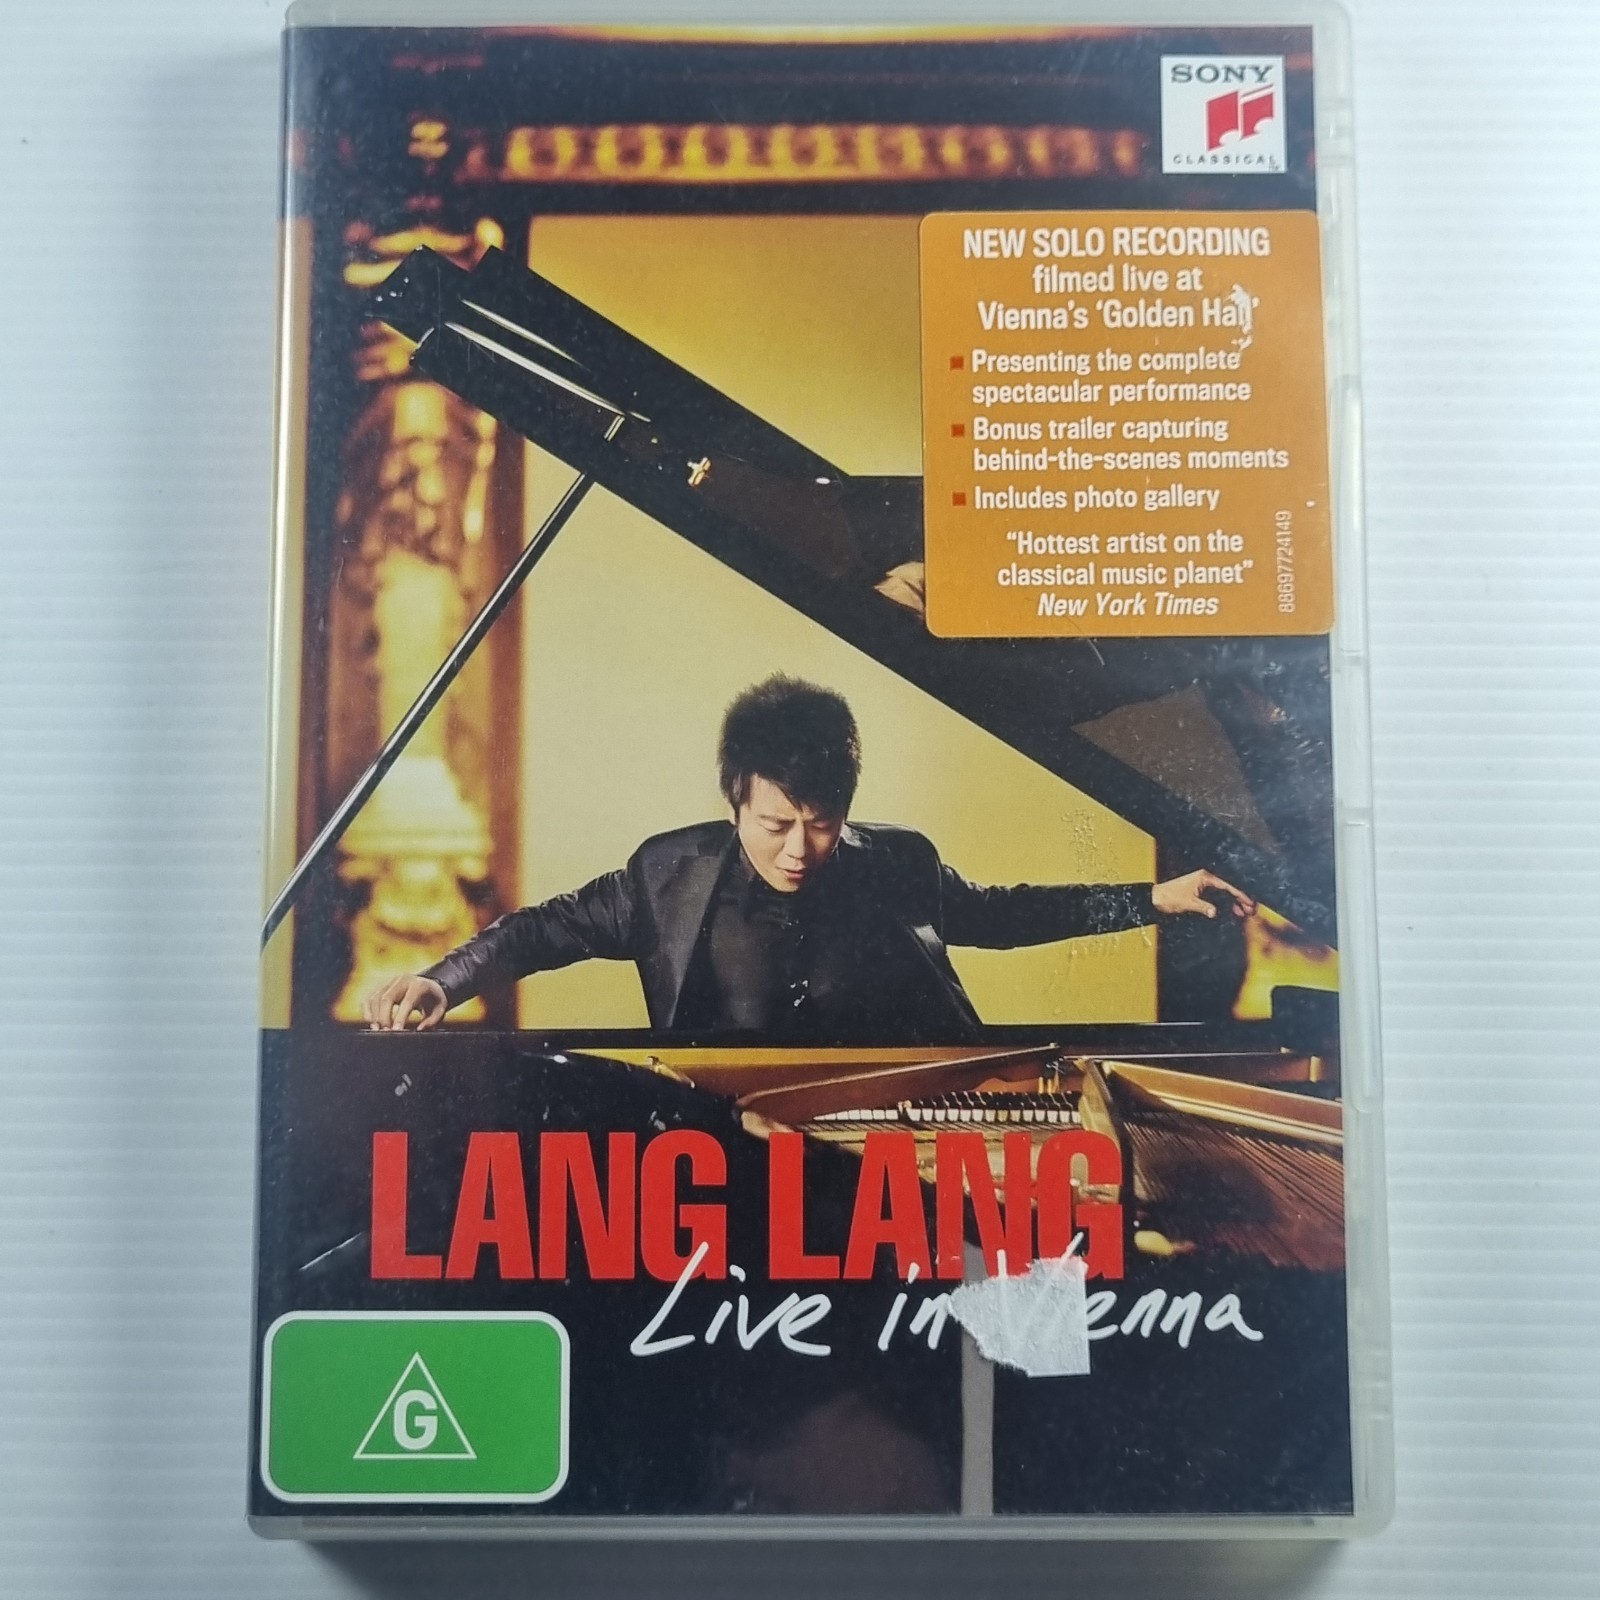 SONY
CLASSICAL
NEW SOLO RECORDING
filmed live at
Vienna's 'Golden Hall'
Presenting the complete
spectacular performance
Bonus trailer capturing
behind-the-scenes moments
Includes photo gallery
"Hottest artist on the
classical music planet"
New York Times
88697724149
LANG LANG
Live in Vienna
G